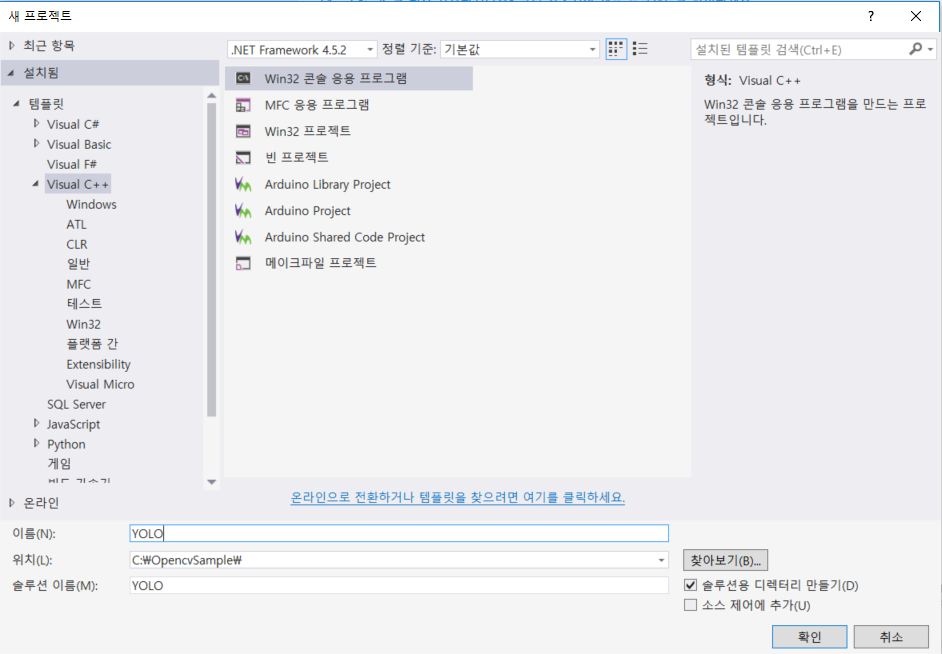 새 프로젝트
?
최근 항목
.NET Framework 4.5.2
정렬 기준:
기본값
설치된 템플릿 검색(Ctrl+E)
설치됨
템플릿
Visual C#
Visual Basic
Visual F#
Visual C++
Windows
ATL
CLR
일반
MFC
테스트
Win32
플랫폼 간
Extensibility
Visual Micro
SQL Server
JavaScript
Python
게임
온라인
Win32 콘솔 응용 프로그램
MFC 응용 프로그램
Win32 프로젝트
빈 프로젝트
Arduino Library Project
Arduino Project
Arduino Shared Code Project
메이크파일 프로젝트
형식: Visual C++
Win32 콘솔 응용 프로그램을 만드는 프로
젝트입니다.
온라인으로 전환하거나 템플릿을 찾으려면 여기를 클릭하세요.
이름(N):
YOLO
위치(L):
C:₩OpencvSample₩
찾아보기(B)...
솔루션 이름(M):
YOLO
솔루션용 디렉터리 만들기(D)
소스 제어에 추가(U)
확인
취소